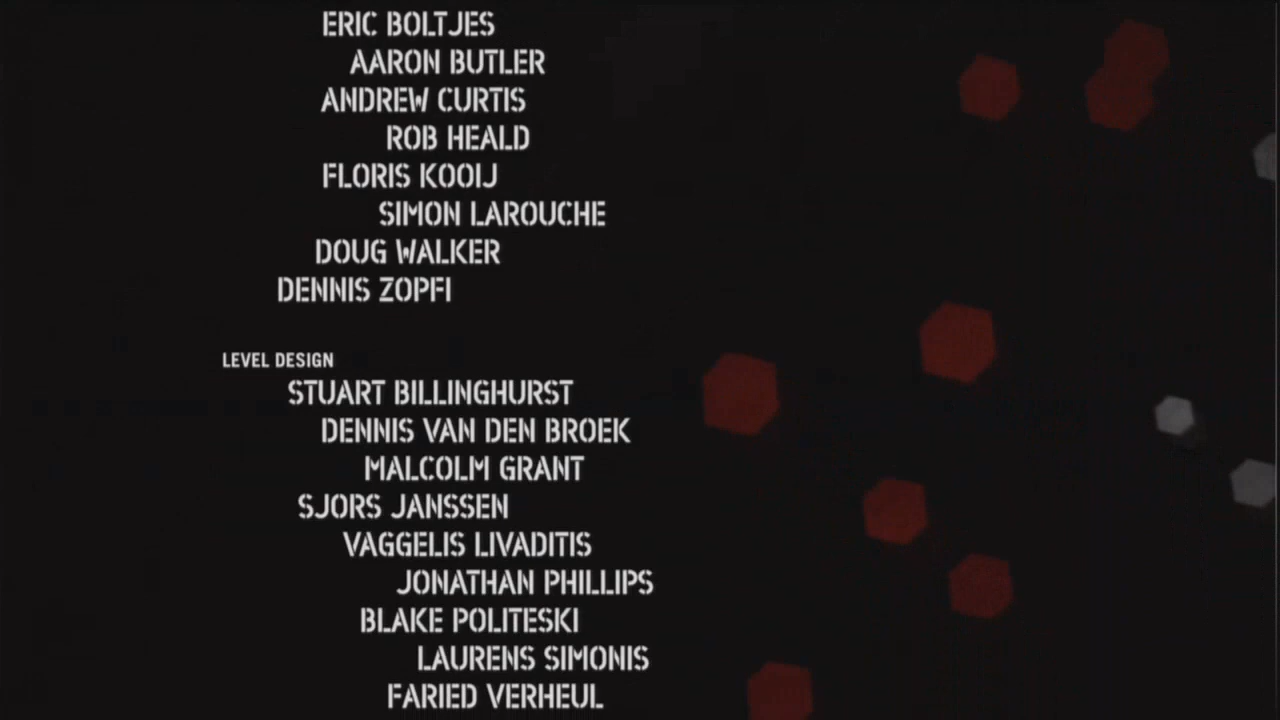 ERIC BOLTJES
AARON BUTLER
ANDREW CURTIS
ROB HEALD
FLORIS KOOIJ
SIMON LAROUCHE
DOUG WALKER
DENNIS ZOPFI
LEVEL DESIGN
STUART BILLINGHURST
DENNIS VAN DEN BROEK
MALCOLM GRANT
SJORS JANSSEN
VAGGELIS LIVADITIS
JONATHAN PHILLIPS
BLAKE POLITESKI
LAURENS SIMONIS
FARIED VERHEUL